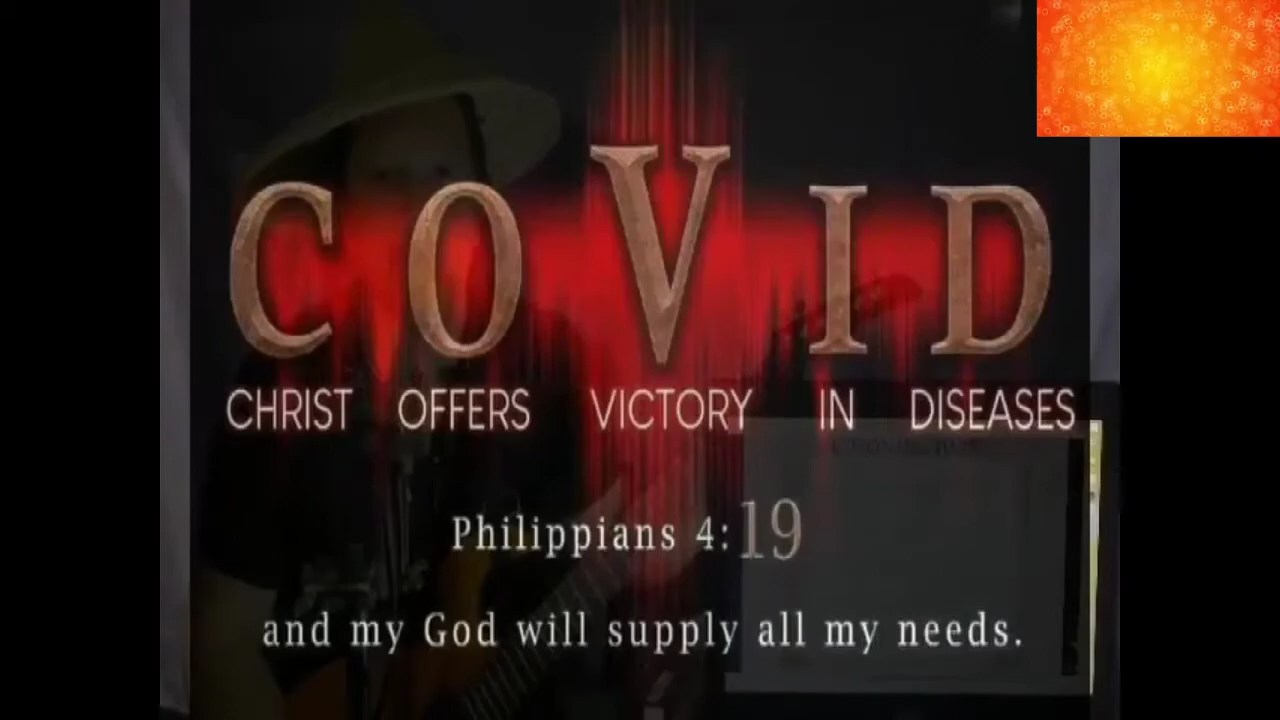 COVID
CHRIST OFFERS VICTORY IN DISEASES
Philippians 4:19
and my God will supply all my needs.